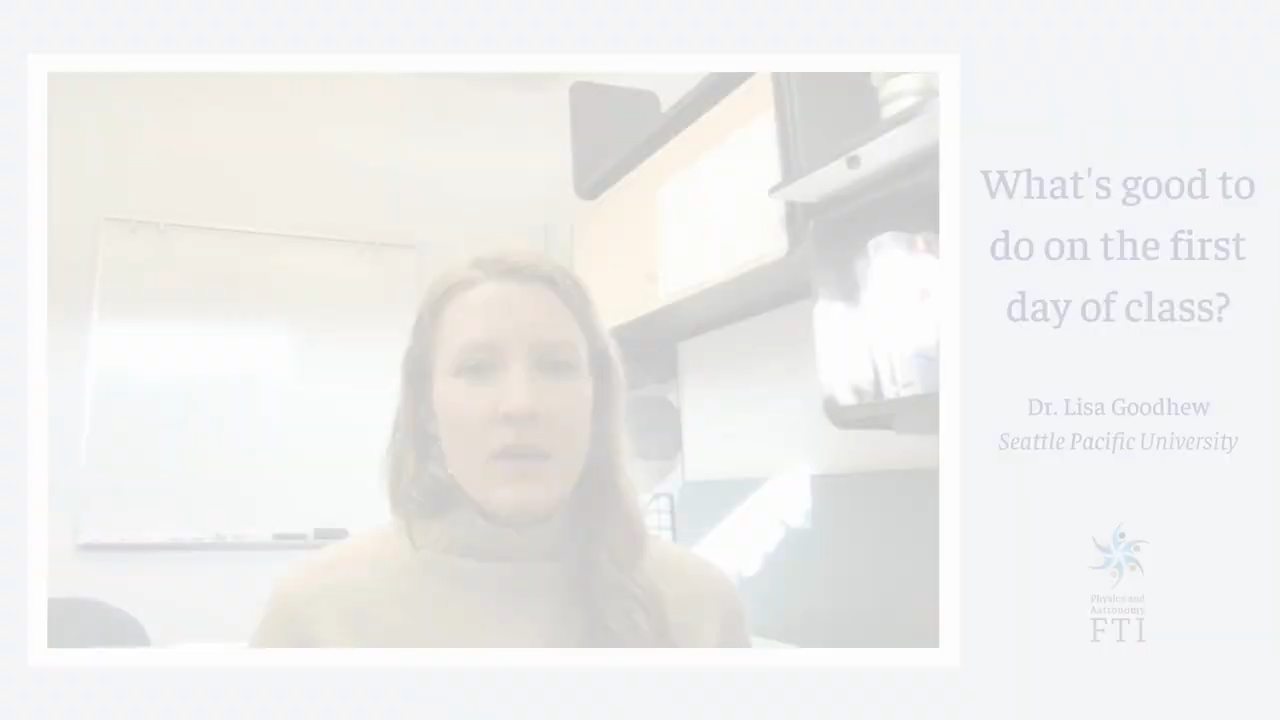 What's good to
do on the first
day of class?
Dr. Lisa Goodhew
Seattle Pacific University
Physics and
Astronomy
FTI